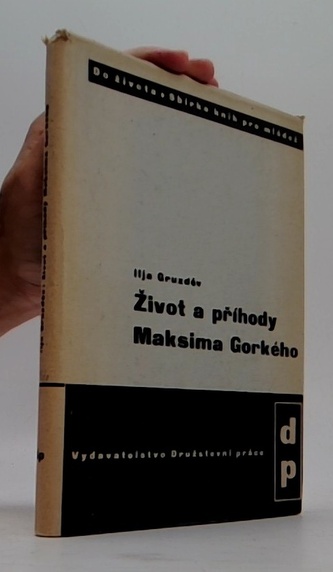 Do života • Sbírka knih pro mládež
Ilja Gruzděv
Život a příhody
Maksima Gorkého
Vydavatelstvo Družstevní práce
d
p